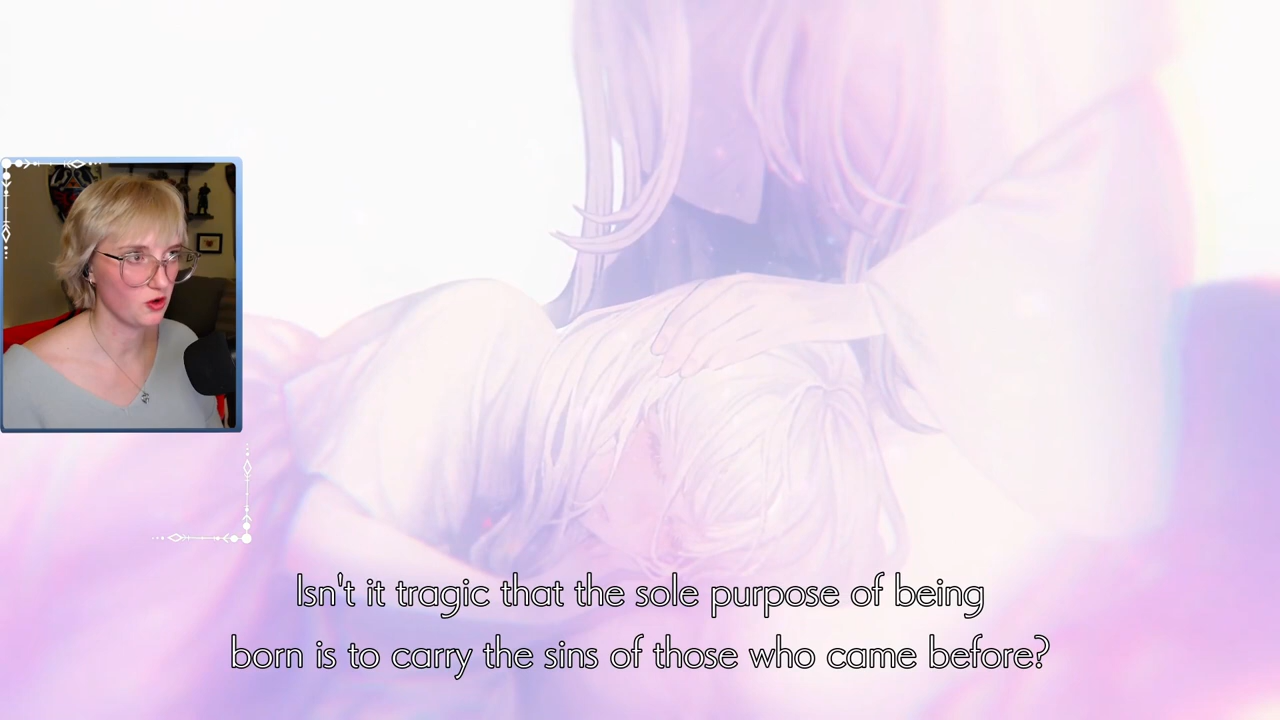 Isn't it tragic that the sole purpose of being
born is to carry the sins of those who came before?